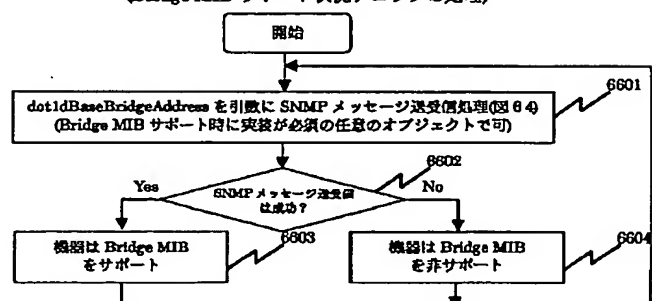 開始
dot1dBaseBridgeAddress を引数に SNMP メッセージ送受信処理(図64)
(Bridge MIB サポート時に実装が必須の任意のオブジェクトで可)
6601
6602
Yes
SNMP メッセージ送受信
は成功？
No
機器は Bridge MIB
をサポート
6603
機器は Bridge MIB
を非サポート
6604